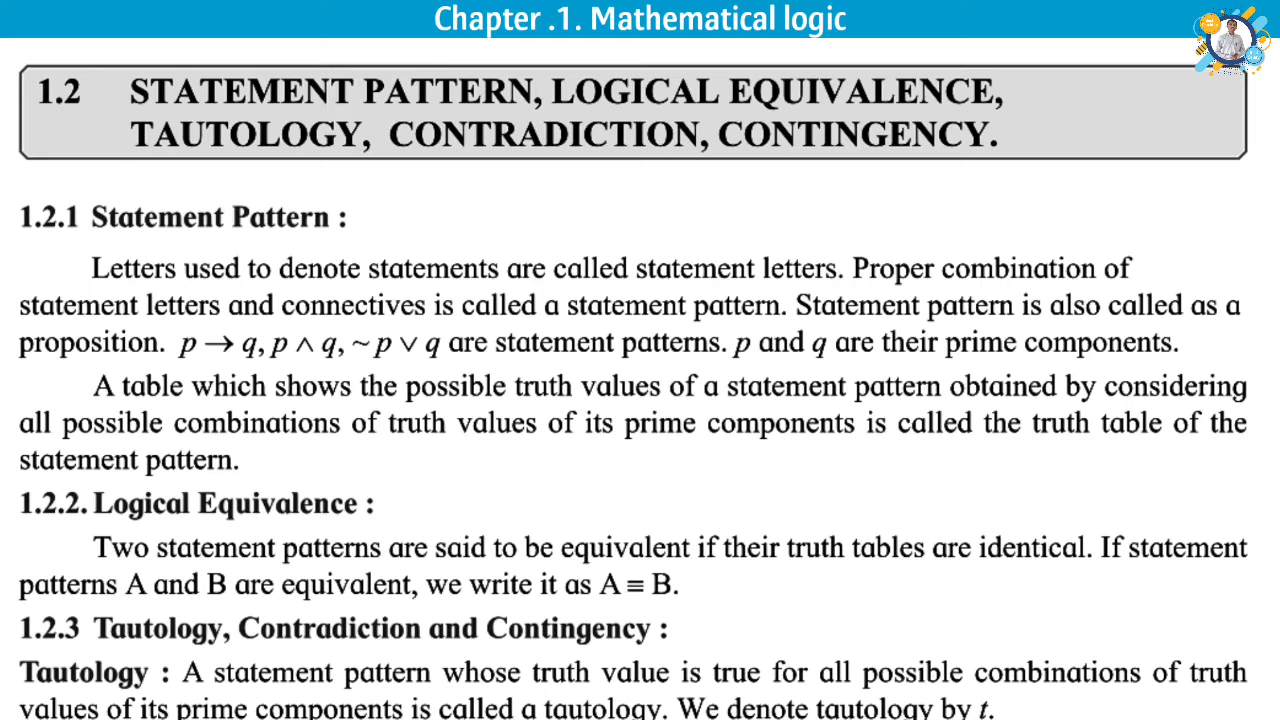 Chapter .1. Mathematical logic
1.2 STATEMENT PATTERN, LOGICAL EQUIVALENCE,
TAUTOLOGY, CONTRADICTION, CONTINGENCY.
1.2.1 Statement Pattern :
Letters used to denote statements are called statement letters. Proper combination of
statement letters and connectives is called a statement pattern. Statement pattern is also called as a
proposition. p → q, p ∧ q, ~ p ∨ q are statement patterns. p and q are their prime components.
A table which shows the possible truth values of a statement pattern obtained by considering
all possible combinations of truth values of its prime components is called the truth table of the
statement pattern.
1.2.2. Logical Equivalence :
Two statement patterns are said to be equivalent if their truth tables are identical. If statement
patterns A and B are equivalent, we write it as A ≡ B.
1.2.3 Tautology, Contradiction and Contingency :
Tautology : A statement pattern whose truth value is true for all possible combinations of truth
values of its prime components is called a tautology. We denote tautology by t.